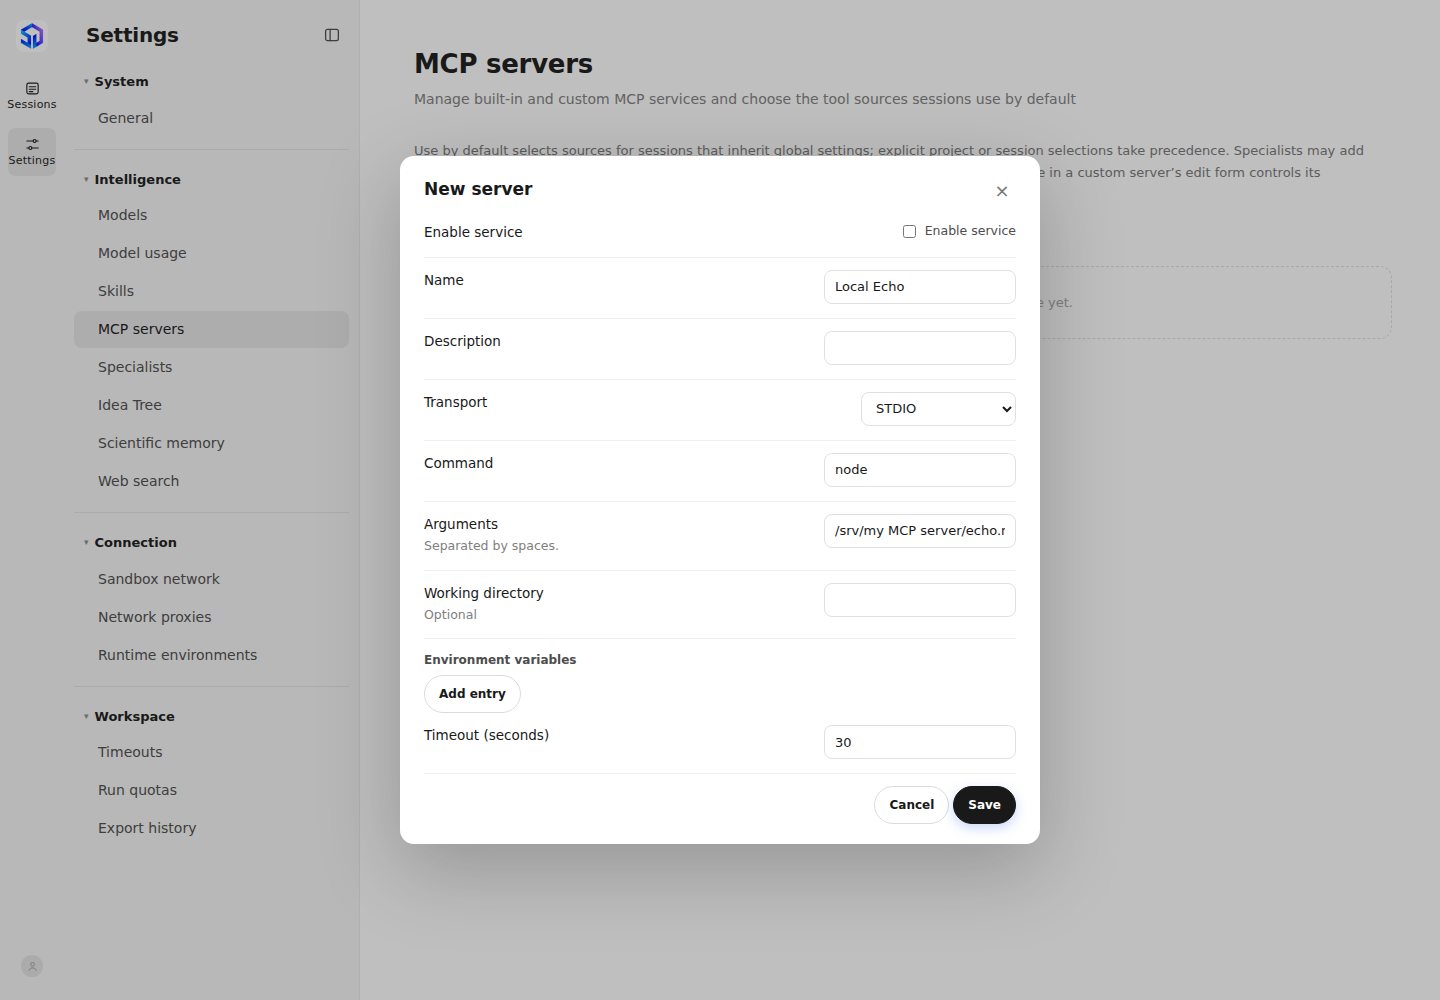 Sessions
Settings
Settings
System
General
Intelligence
Models
Model usage
Skills
MCP servers
Specialists
Idea Tree
Scientific memory
Web search
Connection
Sandbox network
Network proxies
Runtime environments
Workspace
Timeouts
Run quotas
Export history
MCP servers
Manage built-in and custom MCP services and choose the tool sources sessions use by default
Use by default selects sources for sessions that inherit global settings; explicit project or session selections take precedence. Specialists may add
in a custom server’s edit form controls its
yet.
New server
Enable service
Enable service
Name
Local Echo
Description
Transport
STDIO
Command
node
Arguments
Separated by spaces.
/srv/my MCP server/echo.
Working directory
Optional
Environment variables
Add entry
Timeout (seconds)
30
Cancel
Save